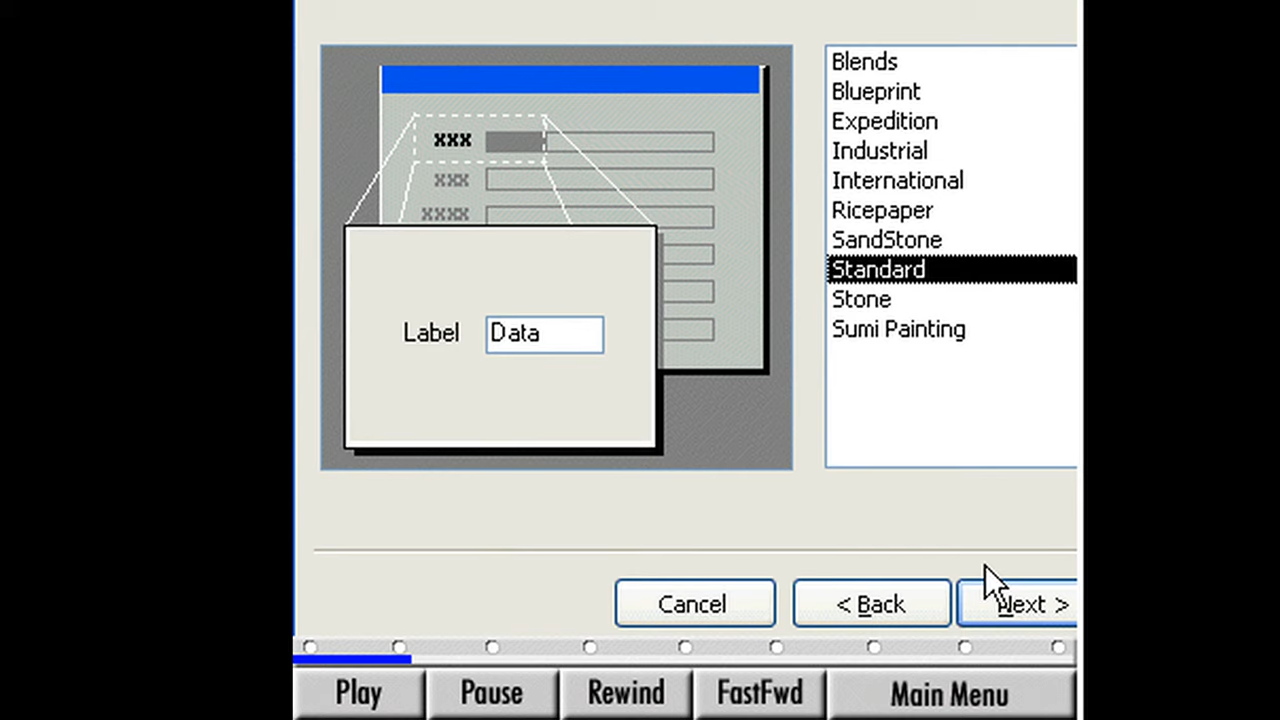 Blends
Blueprint
Expedition
Industrial
International
Ricepaper
SandStone
Standard
Stone
Sumi Painting
xxx
xxx
xxxx
Label Data
Cancel < Back Next >
Play Pause Rewind FastFwd Main Menu